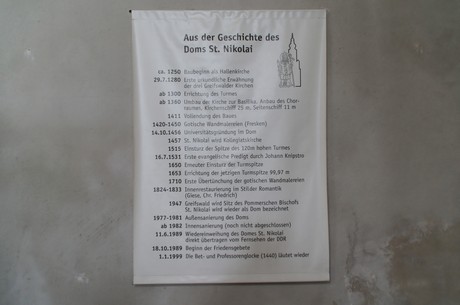 Aus der Geschichte des
Doms St. Nikolai
ca. 1250 Baubeginn als Hallenkirche
29.7.1280 Erste urkundliche Erwähnung
der drei Greifswalder Kirchen
ab 1300 Errichtung des Turmes
ab 1360 Umbau der Kirche zur Basilika. Anbau des Chor-
raumes. Kirchenschiff 25 m, Seitenschiff 11 m
1411 Vollendung des Baues
1420-1450 Gotische Wandmalereien (Fresken)
14.10.1456 Universitätsgründung im Dom
1457 St. Nikolai wird Kollegiatskirche
1515 Einsturz der Spitze des 120m hohen Turmes
16.7.1531 Erste evangelische Predigt durch Johann Knipstro
1650 Erneuter Einsturz der Turmspitze
1653 Errichtung der jetzigen Turmspitze 99,97 m
1710 Erste Übertünchung der gotischen Wandmalereien
1824-1833 Innenrestaurierung im Stil der Romantik
(Giese, Chr. Friedrich)
1947 Greifswald wird Sitz des Pommerschen Bischofs
St. Nikolai wird wieder als Dom bezeichnet
1977-1981 Außensanierung des Doms
ab 1982 Innensanierung (noch nicht abgeschlossen)
11.6.1989 Wiedereinweihung des Domes St. Nikolai
direkt übertragen vom Fernsehen der DDR
18.10.1989 Beginn der Friedensgebete
1.1.1999 Die Bet- und Professorenglocke (1440) läutet wieder